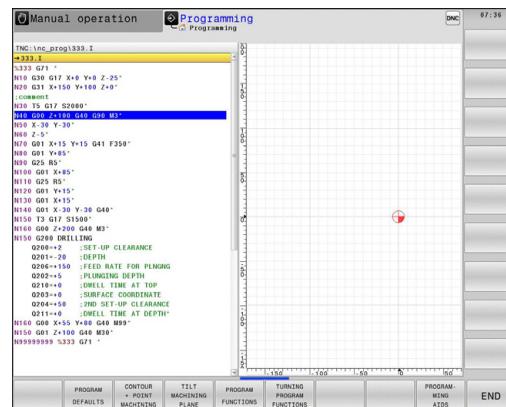 Manual operation
Programming
Programming
DNC
07:36
TNC:\nc_prog\333.I
→333.I
%333 G71 *
N10 G30 G17 X+0 Y+0 Z-25*
N20 G31 X+150 Y+100 Z+0*
;comment
N30 T5 G17 S2000*
N40 G00 Z+100 G40 G90 M3*
N50 X-30 Y-30*
N60 Z-5*
N70 G01 X+15 Y+15 G41 F350*
N80 G01 Y+85*
N90 G25 R5*
N100 G01 X+85*
N110 G25 R5*
N120 G01 Y+15*
N130 G01 X+15*
N140 G01 X-30 Y-30 G40*
N150 T3 G17 S1500*
N160 G00 Z+200 G40 M3*
N150 G200 DRILLING
Q200=+2 ;SET-UP CLEARANCE
Q201=-20 ;DEPTH
Q206=+150 ;FEED RATE FOR PLNGNG
Q202=+5 ;PLUNGING DEPTH
Q210=+0 ;DWELL TIME AT TOP
Q203=+0 ;SURFACE COORDINATE
Q204=+50 ;2ND SET-UP CLEARANCE
Q211=+0 ;DWELL TIME AT DEPTH*
N160 G00 X+55 Y+80 G40 M99*
N150 G01 Z+100 G40 M30*
N99999999 %333 G71 *
150
100
50
0
-50
-100
-150
-100
-50
0
50
PROGRAM DEFAULTS
CONTOUR + POINT MACHINING
TILT MACHINING PLANE
PROGRAM FUNCTIONS
TURNING PROGRAM FUNCTIONS
PROGRAM- MING AIDS
END